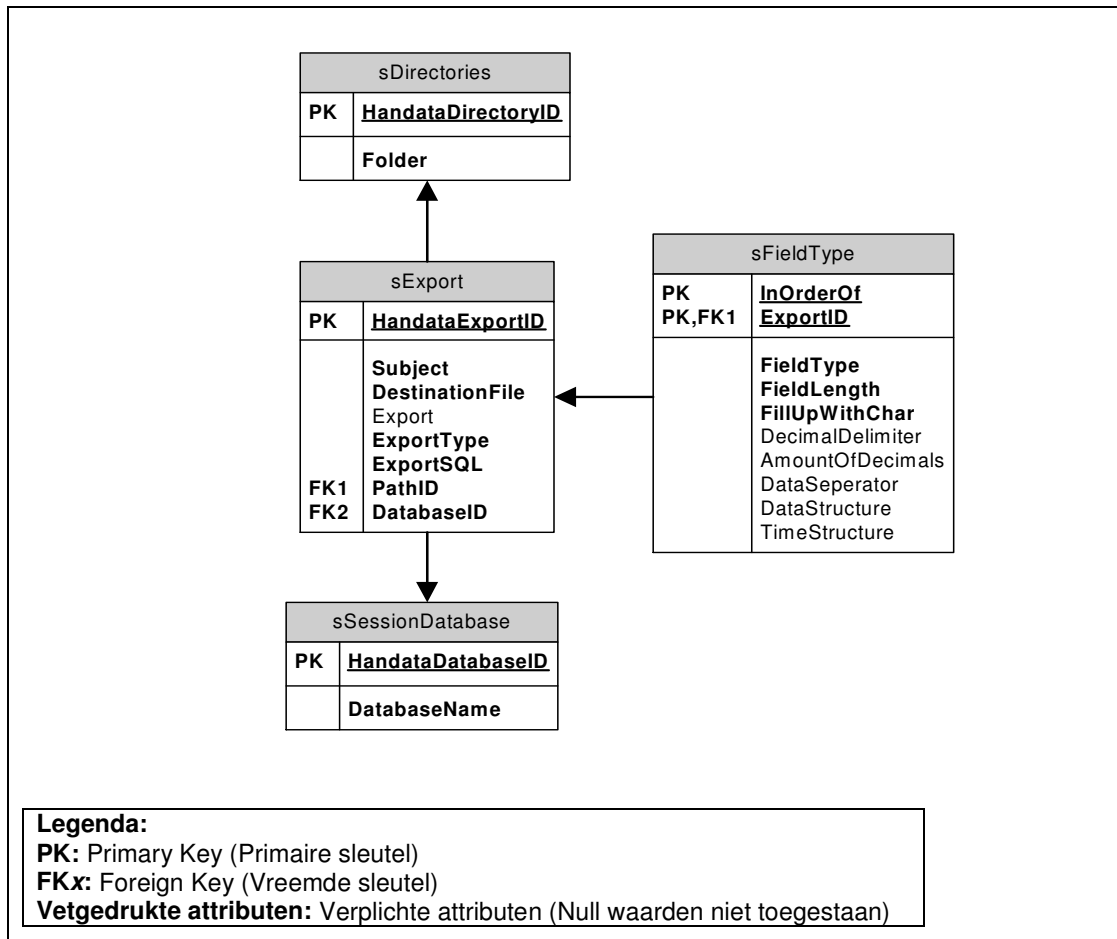 sDirectories
PK HandataDirectoryID
Folder
sExport
PK HandataExportID
Subject
DestinationFile
Export
ExportType
ExportSQL
FK1 PathID
FK2 DatabaseID
sFieldType
PK InOrderOf
PK,FK1 ExportID
FieldType
FieldLength
FillUpWithChar
DecimalDelimiter
AmountOfDecimals
DataSeperator
DataStructure
TimeStructure
sSessionDatabase
PK HandataDatabaseID
DatabaseName
Legenda:
PK: Primary Key (Primaire sleutel)
FKx: Foreign Key (Vreemde sleutel)
Vetgedrukte attributen: Verplichte attributen (Null waarden niet toegestaan)